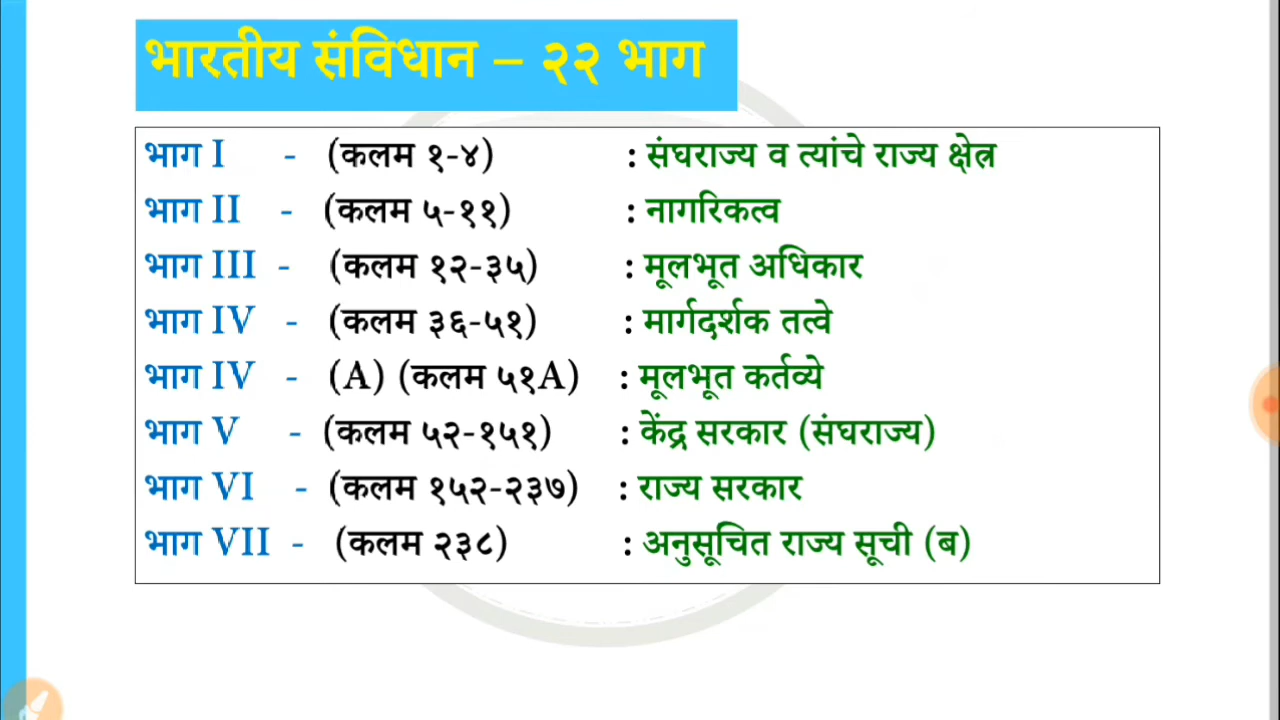 भारतीय संविधान – २२ भाग
भाग I - (कलम १-४) : संघराज्य व त्यांचे राज्य क्षेत्र
भाग II - (कलम ५-११) : नागरिकत्व
भाग III - (कलम १२-३५) : मूलभूत अधिकार
भाग IV - (कलम ३६-५१) : मार्गदर्शक तत्वे
भाग IV - (A) (कलम ५१A) : मूलभूत कर्तव्ये
भाग V - (कलम ५२-१५१) : केंद्र सरकार (संघराज्य)
भाग VI - (कलम १५२-२३७) : राज्य सरकार
भाग VII - (कलम २३८) : अनुसूचित राज्य सूची (ब)